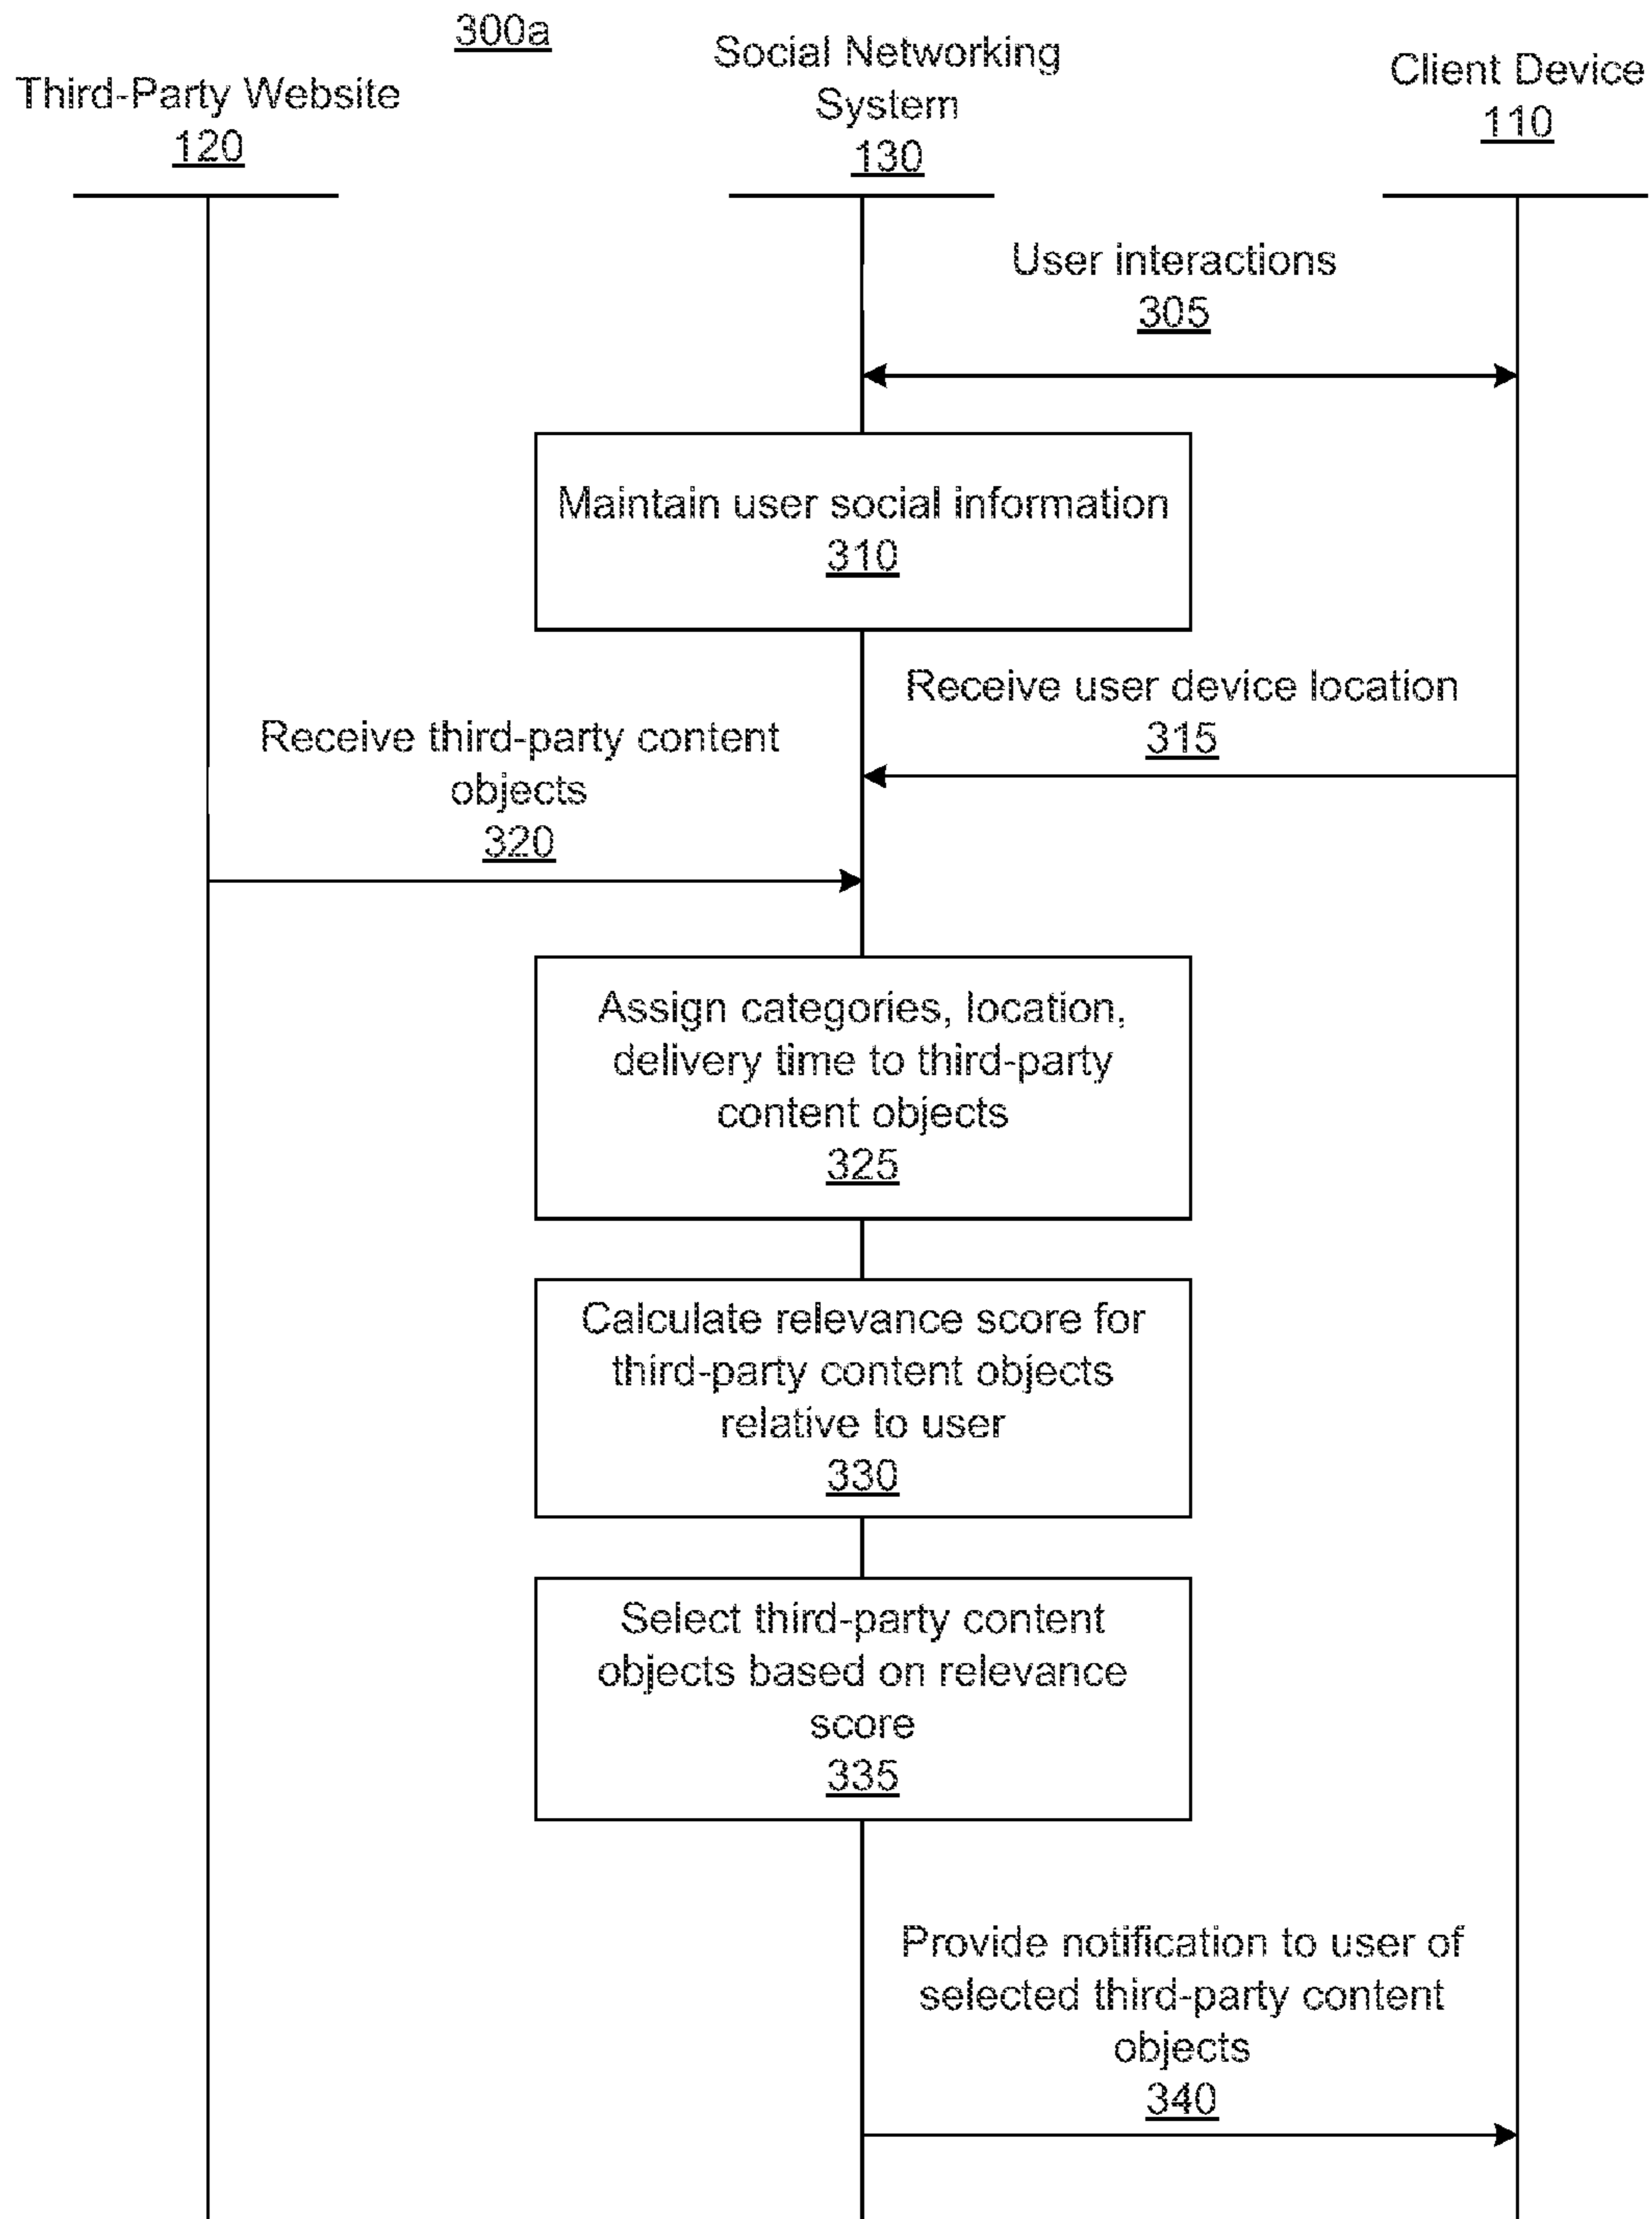 300a
Third-Party Website
120
Social Networking
System
130
Client Device
110
User interactions
305
Maintain user social information
310
Receive user device location
315
Receive third-party content
objects
320
Assign categories, location,
delivery time to third-party
content objects
325
Calculate relevance score for
third-party content objects
relative to user
330
Select third-party content
objects based on relevance
score
335
Provide notification to user of
selected third-party content
objects
340